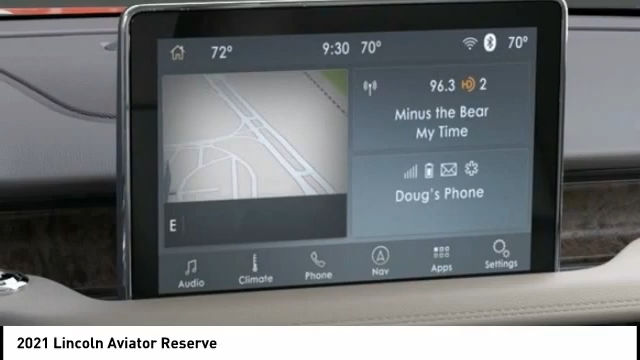 72° 9:30 70° 70°
96.3 HD 2
Minus the Bear
My Time
Doug's Phone
E
Audio Climate Phone Nav Apps Settings
2021 Lincoln Aviator Reserve